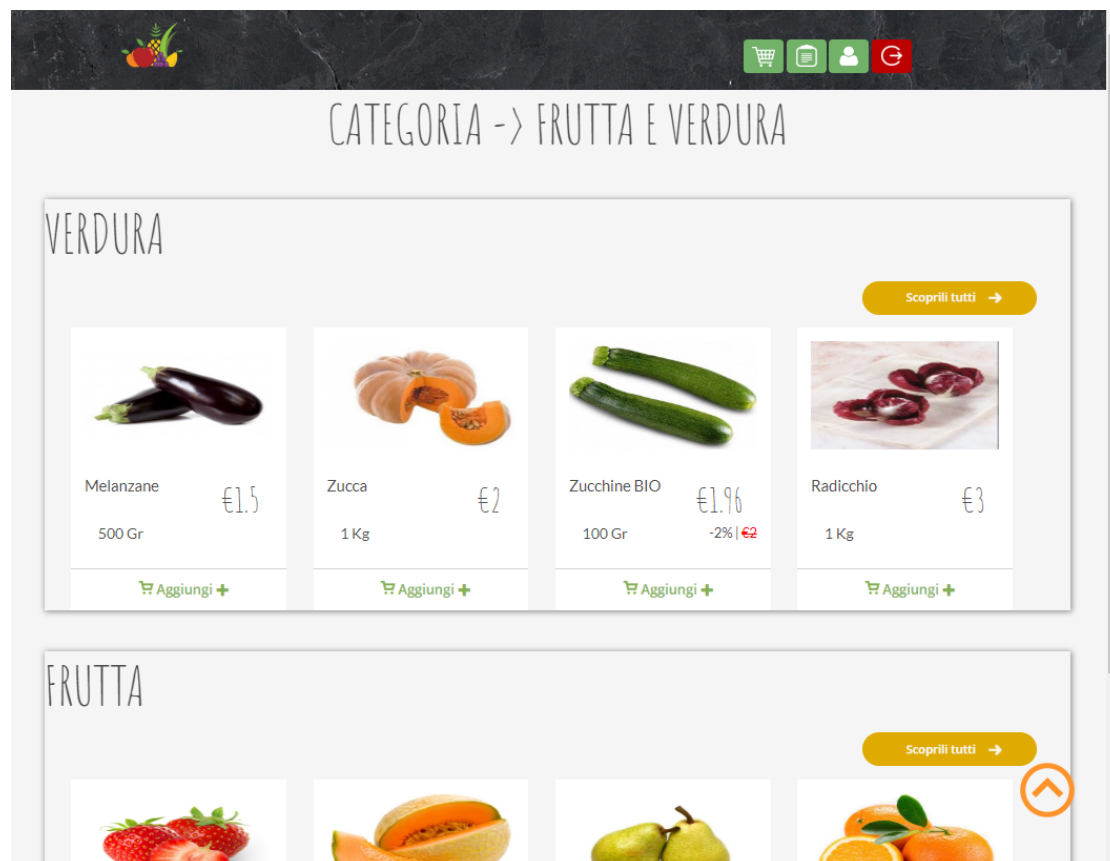 CATEGORIA -> FRUTTA E VERDURA
VERDURA
Scoprili tutti
Melanzane
€1.5
500 Gr
Aggiungi
Zucca
€2
1 Kg
Aggiungi
Zucchine BIO
€1.96
100 Gr
-2% | €2
Aggiungi
Radicchio
€3
1 Kg
Aggiungi
FRUTTA
Scoprili tutti